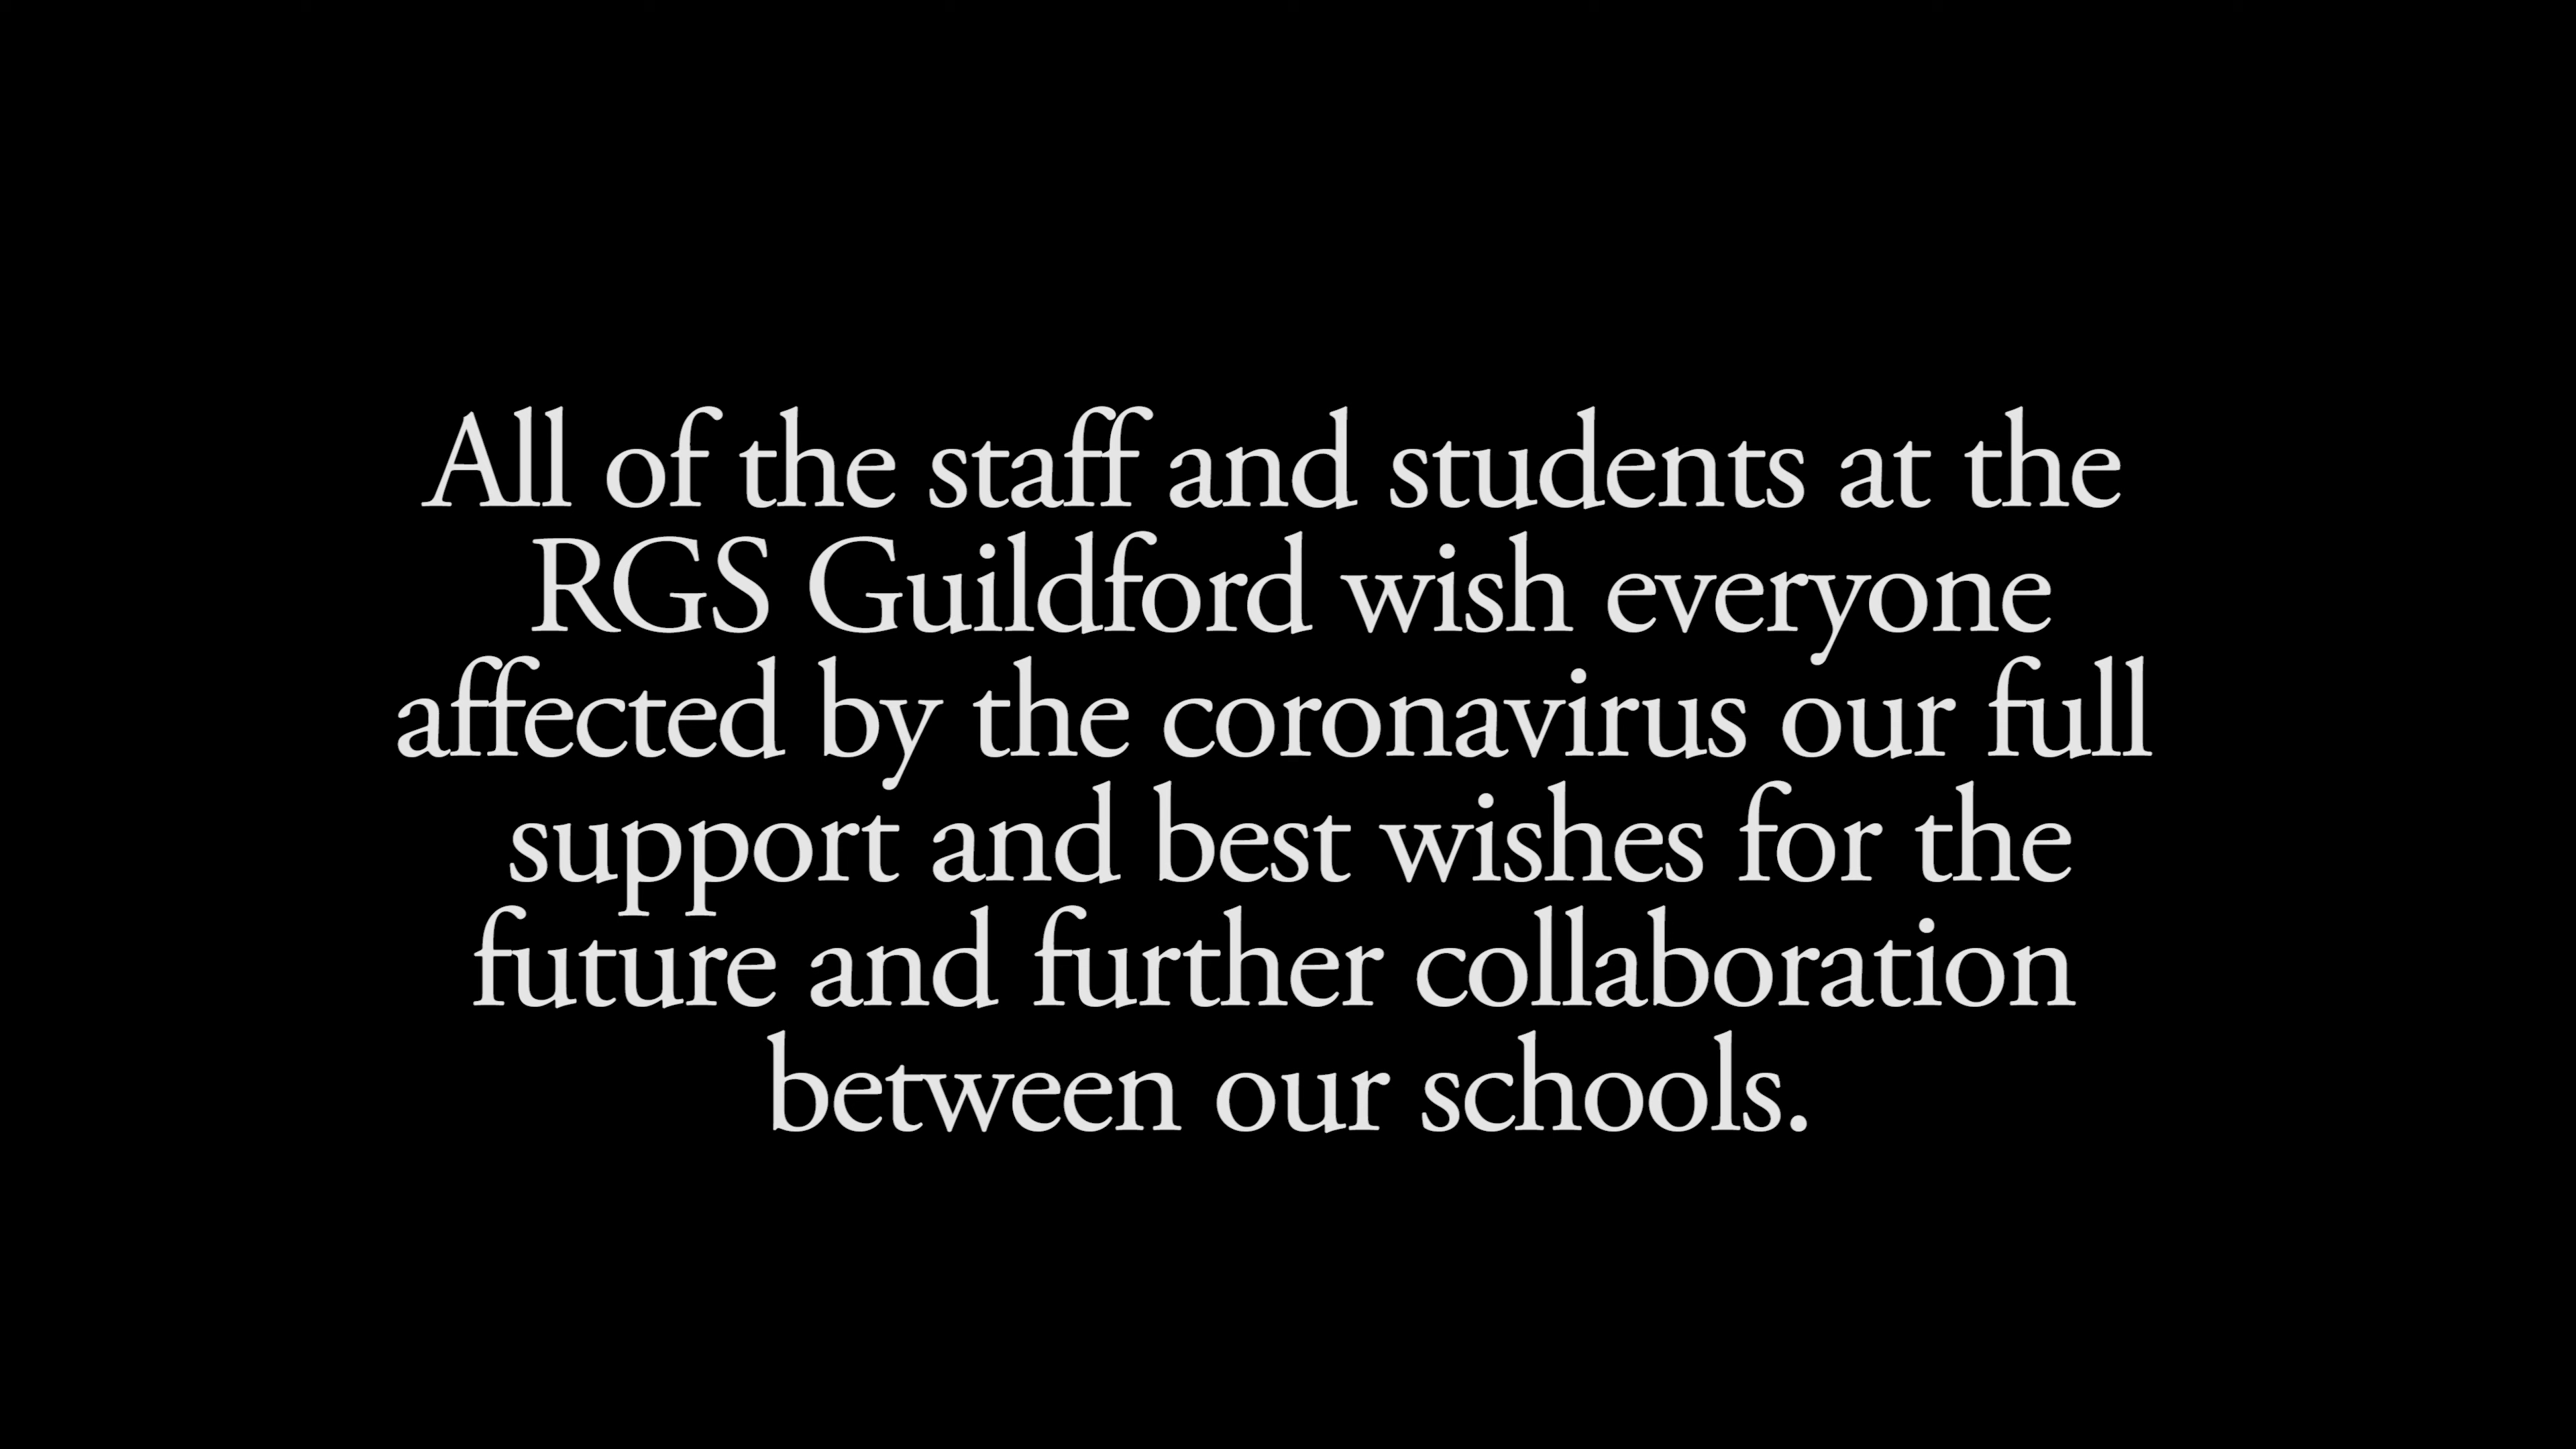 All of the staff and students at the
RGS Guildford wish everyone
affected by the coronavirus our full
support and best wishes for the
future and further collaboration
between our schools.